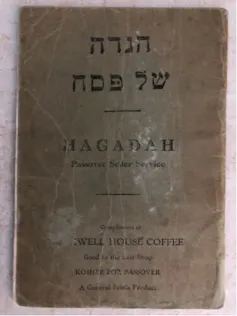 הגדה
של פסח
HAGADAH
Passover Seder Service
Compliments of
WELL HOUSE COFFEE
Good to the Last Drop
KOSHER FOR PASSOVER
A General Foods Product